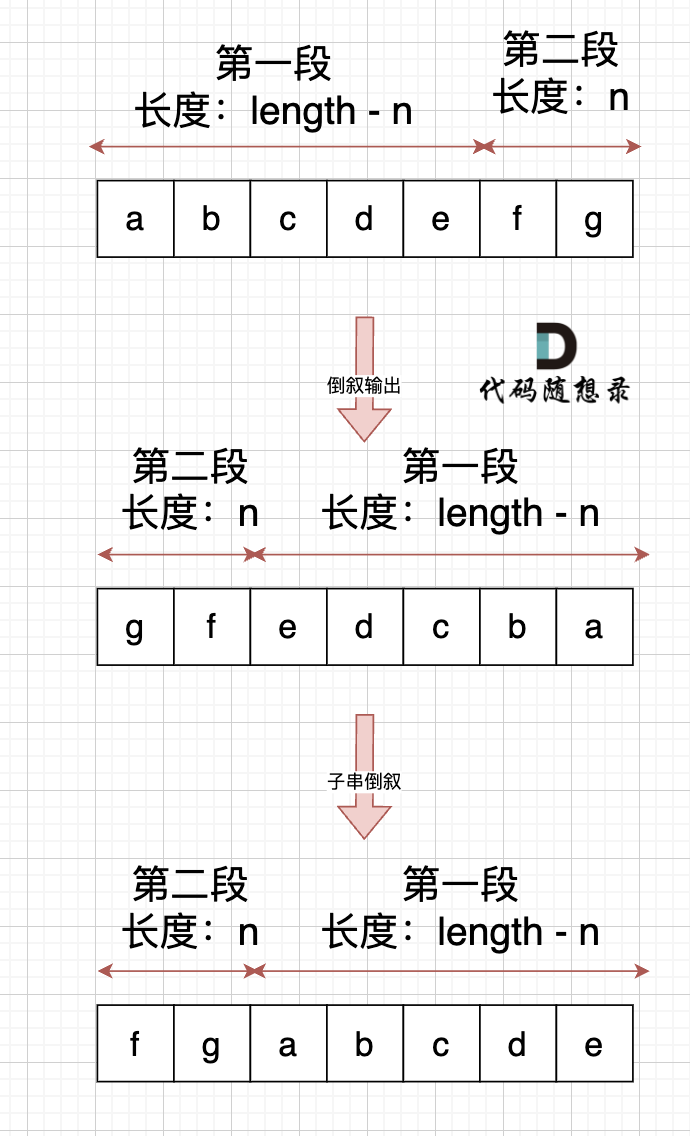 第一段
长度：length - n
第二段
长度：n
a b c d e f g
倒叙输出
代码随想录
第二段
长度：n
第一段
长度：length - n
g f e d c b a
子串倒叙
第二段
长度：n
第一段
长度：length - n
f g a b c d e